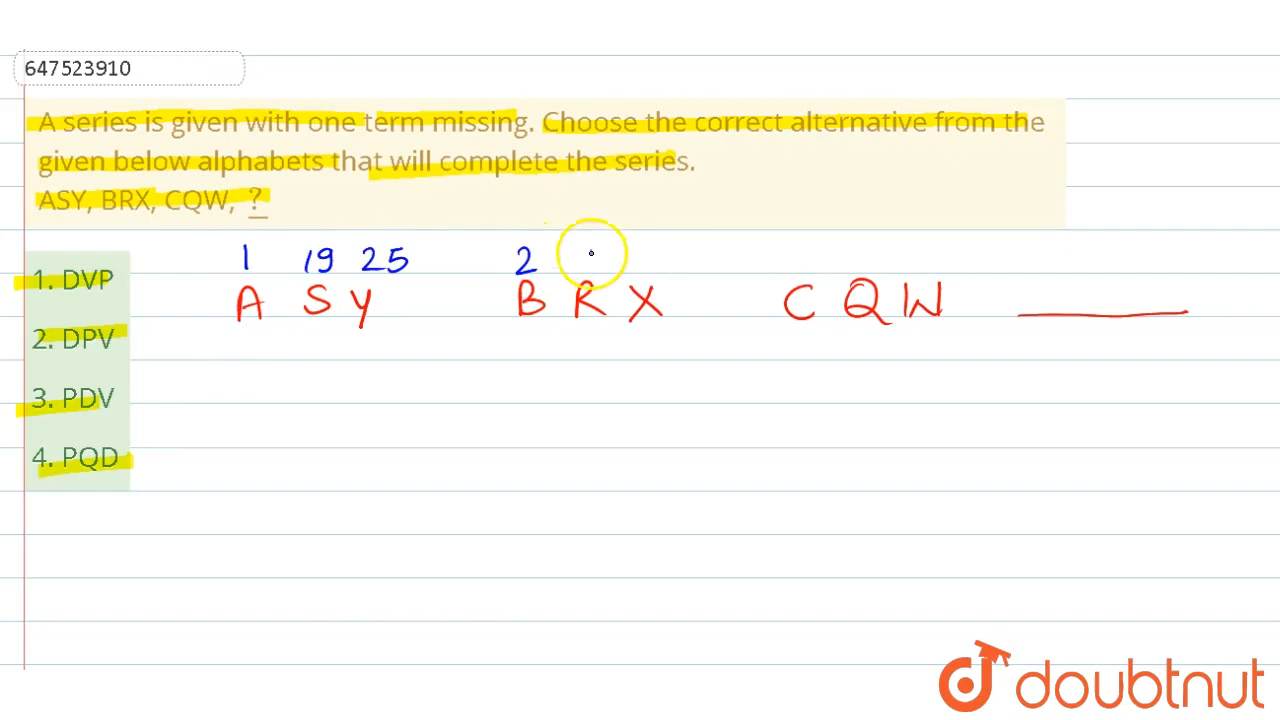 647523910
A series is given with one term missing. Choose the correct alternative from the
given below alphabets that will complete the series.
ASY, BRX, CQW, ?
1. DVP
2. DPV
3. PDV
4. PQD
1 19 25 2
A S Y B R X C Q W
doubtnut